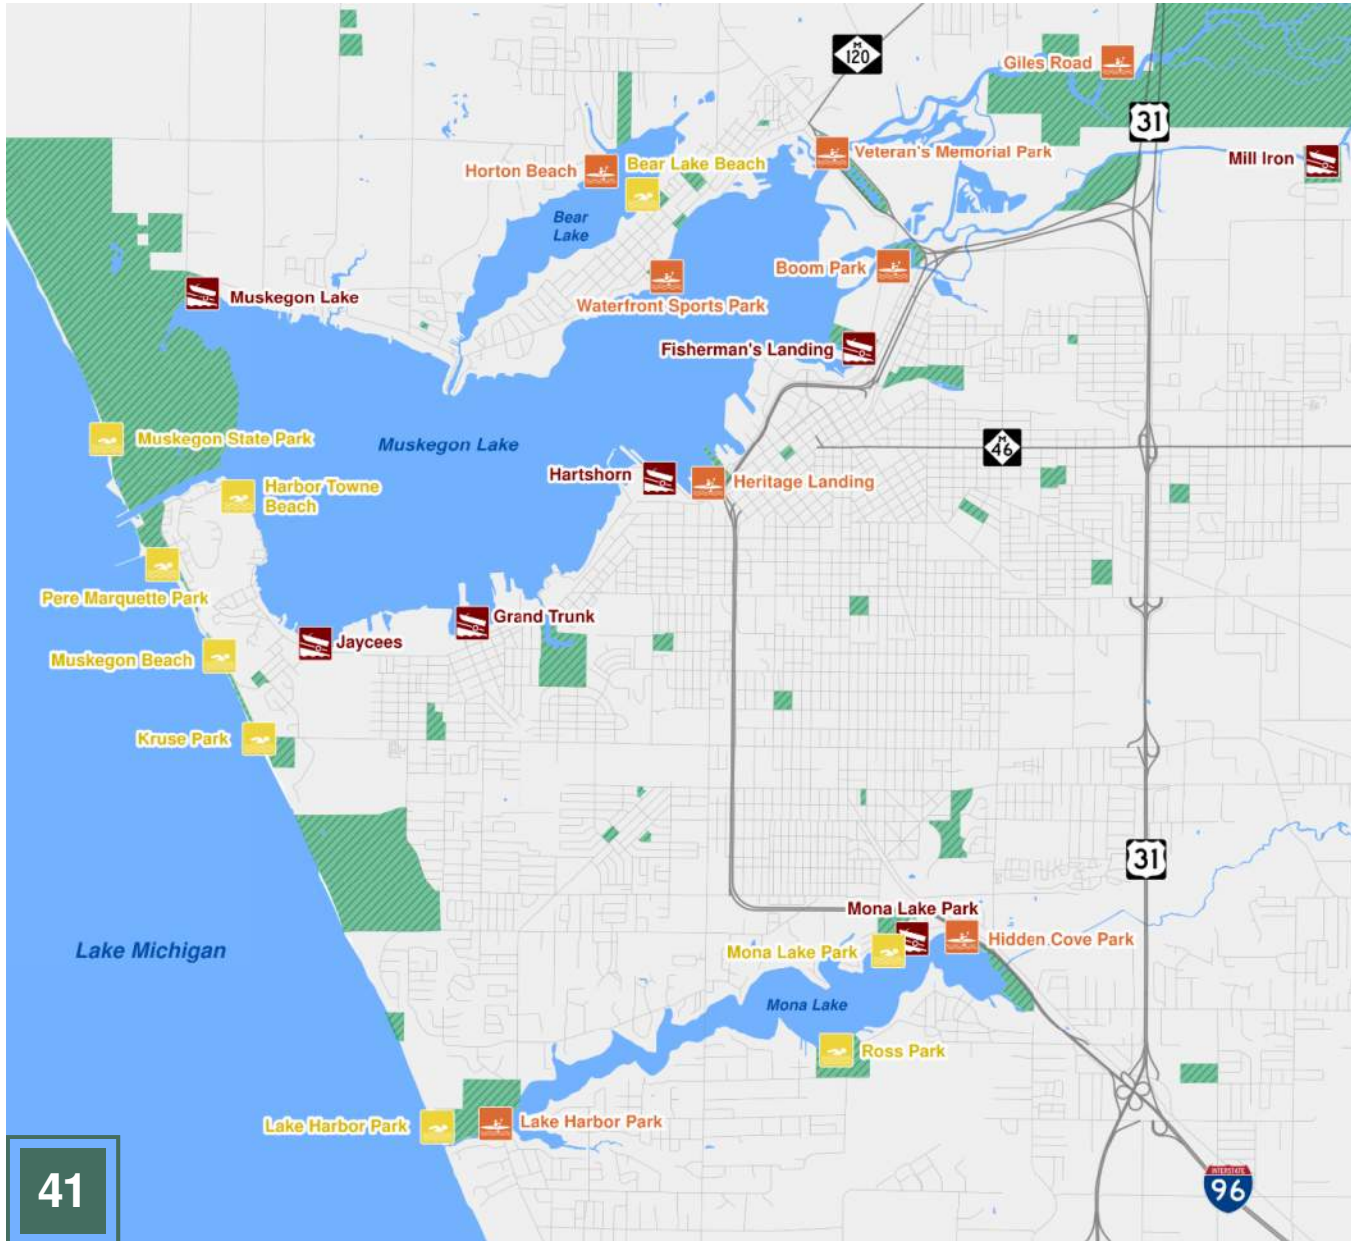 M
120
Giles Road
31
Veteran's Memorial Park
Mill Iron
Horton Beach
Bear Lake Beach
Bear
Lake
Boom Park
Waterfront Sports Park
Muskegon Lake
Fisherman's Landing
Muskegon State Park
Muskegon Lake
M
46
Hartshorn
Heritage Landing
Harbor Towne
Beach
Pere Marquette Park
Grand Trunk
Jaycees
Muskegon Beach
Kruse Park
31
Mona Lake Park
Hidden Cove Park
Mona Lake Park
Lake Michigan
Mona Lake
Ross Park
Lake Harbor Park
Lake Harbor Park
41
INTERSTATE
96